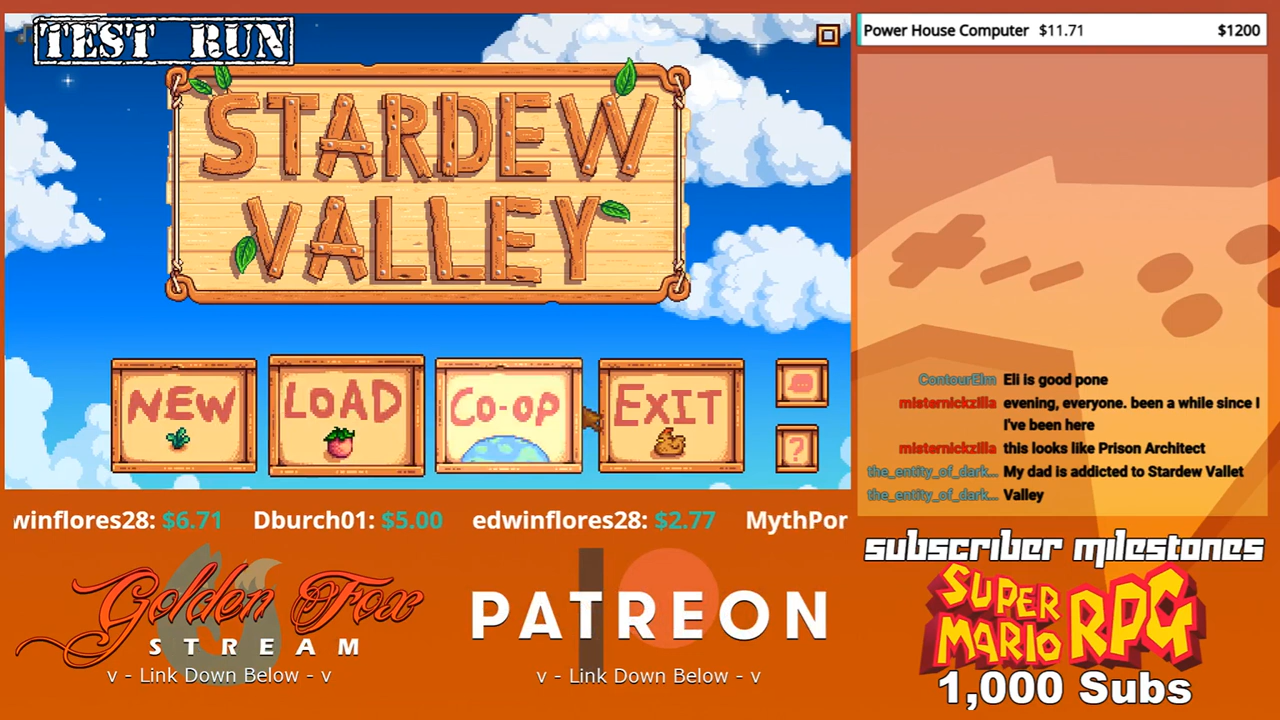 TEST RUN
STARDEW
VALLEY
NEW
LOAD
CO-OP
EXIT
?
Power House Computer $11.71 $1200
ContourElm Eli is good pone
misternickzilla evening, everyone. been a while since I
I've been here
misternickzilla this looks like Prison Architect
the_entity_of_dark... My dad is addicted to Stardew Vallet
the_entity_of_dark... Valley
winflores28: $6.71 Dburch01: $5.00 edwinflores28: $2.77 MythPor
Golden Fox
STREAM
v - Link Down Below - v
PATREON
v - Link Down Below - v
subscriber milestones
SUPER
MARIO RPG
1,000 Subs